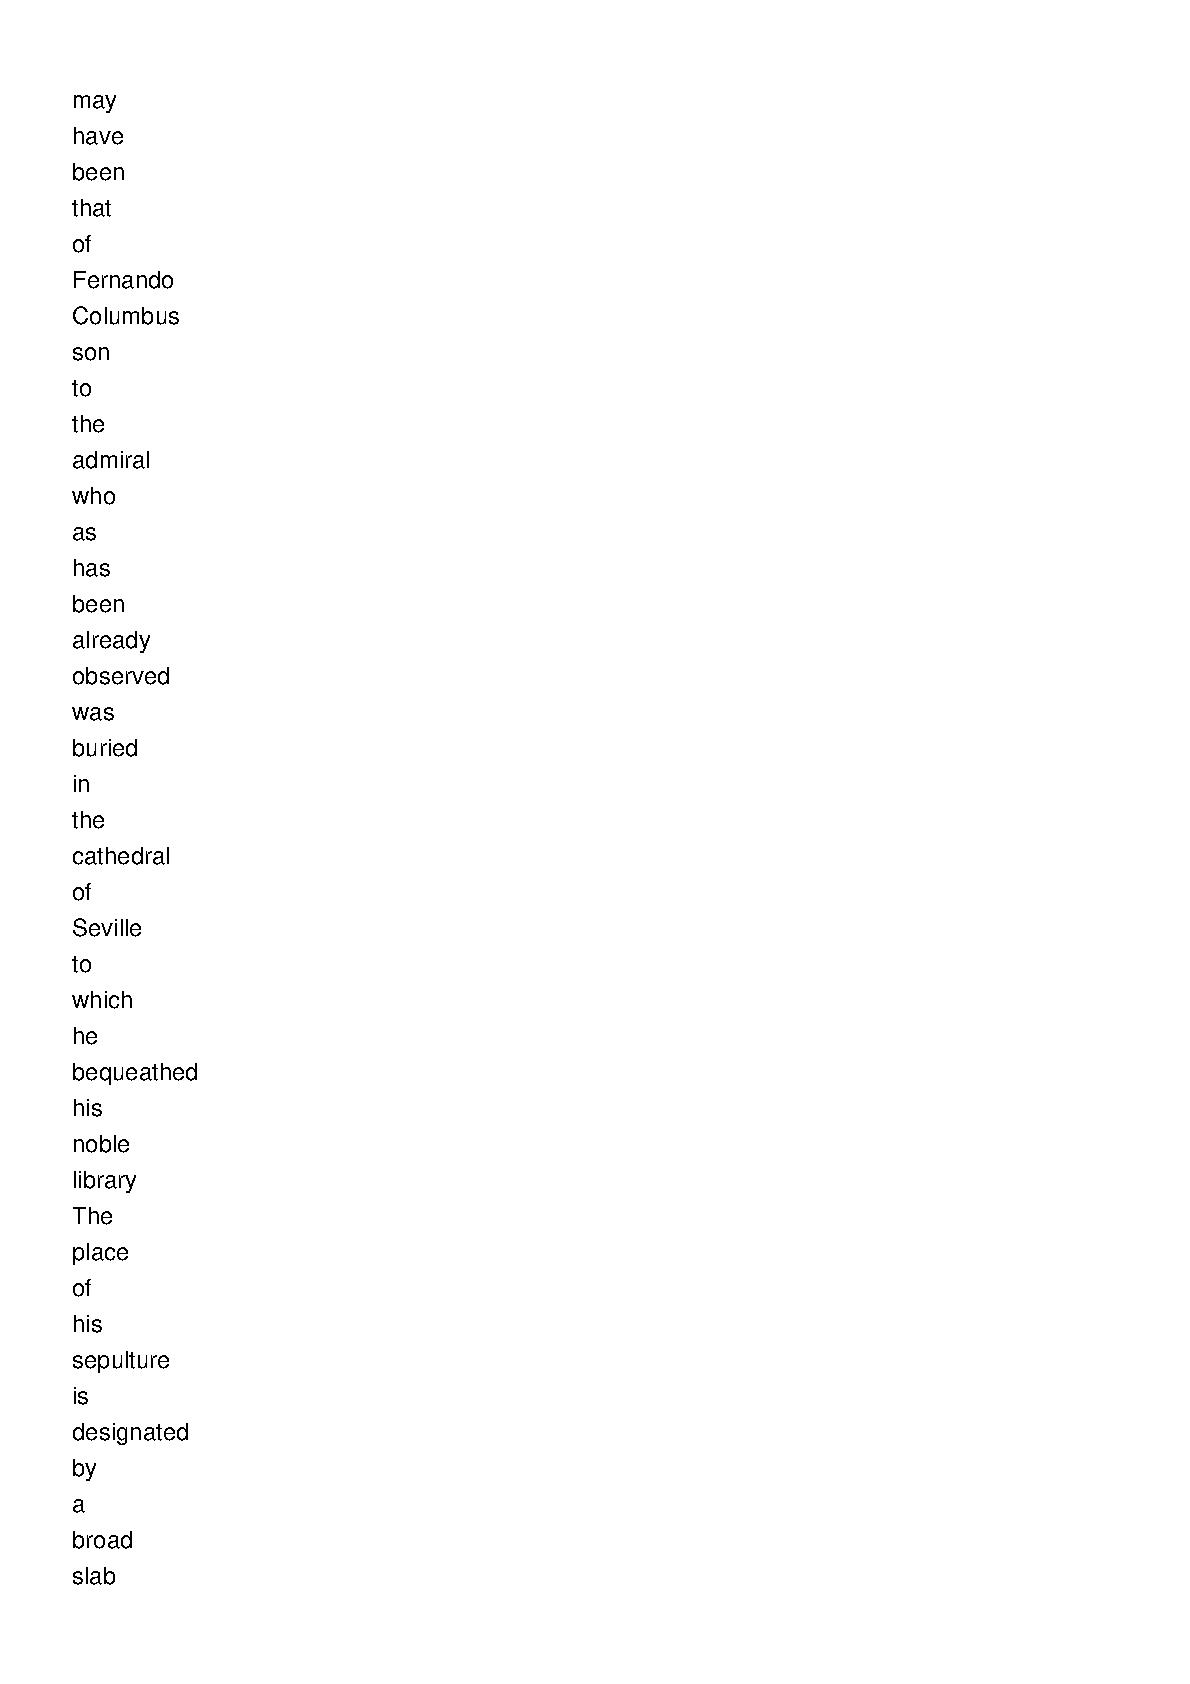 may
have
been
that
of
Fernando
Columbus
son
to
the
admiral
who
as
has
been
already
observed
was
buried
in
the
cathedral
of
Seville
to
which
he
bequeathed
his
noble
library
The
place
of
his
sepulture
is
designated
by
a
broad
slab